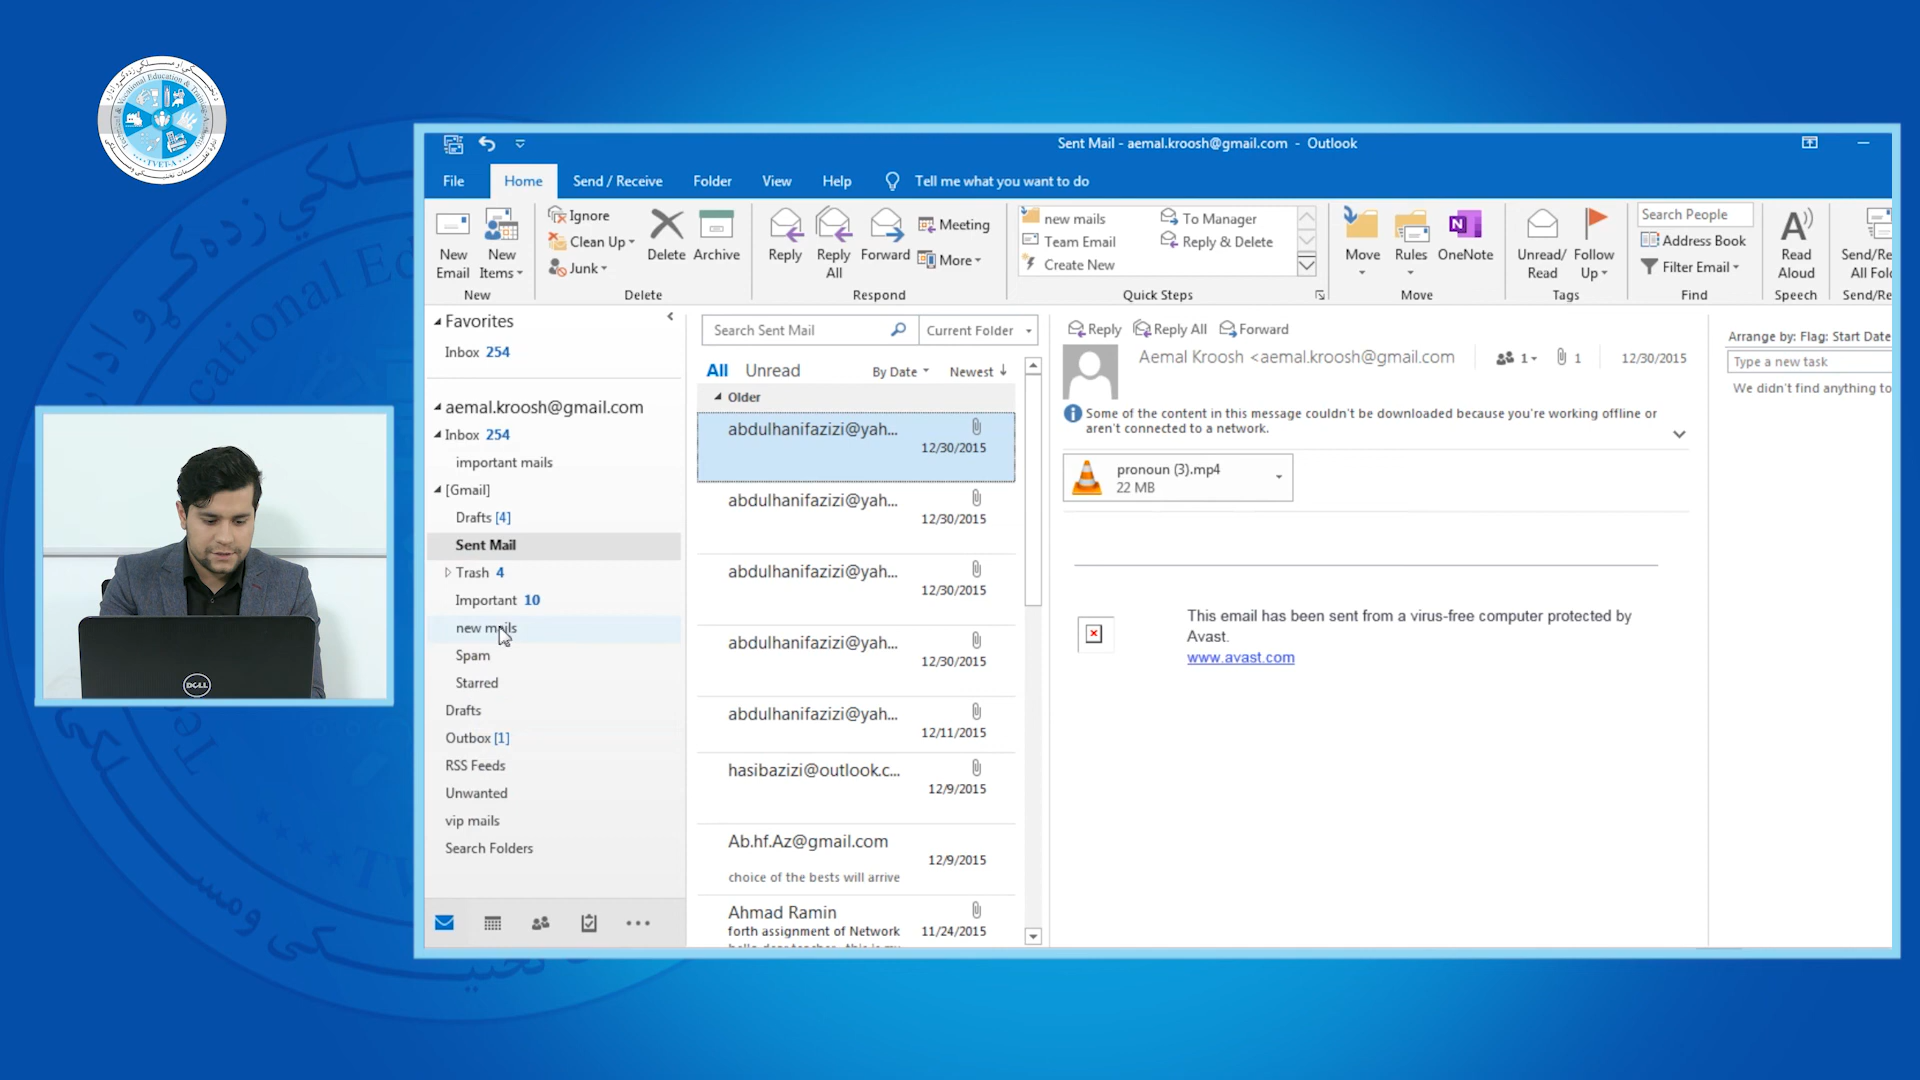 Technical & Vocational Education & Training-A
TVET-A
Sent Mail - aemal.kroosh@gmail.com - Outlook
File
Home
Send / Receive
Folder
View
Help
Tell me what you want to do
New Email
New Items
New
Ignore
Clean Up
Junk
Delete
Archive
Delete
Reply
Reply All
Forward
Meeting
More
Respond
new mails
Team Email
Create New
To Manager
Reply & Delete
Quick Steps
Move
Rules
OneNote
Move
Unread/ Read
Follow Up
Tags
Search People
Address Book
Filter Email
Find
Read Aloud
Speech
Send/Re
All Fol
Send/Re
Favorites
Inbox 254
aemal.kroosh@gmail.com
Inbox 254
important mails
[Gmail]
Drafts [4]
Sent Mail
Trash 4
Important 10
new mails
Spam
Starred
Drafts
Outbox [1]
RSS Feeds
Unwanted
vip mails
Search Folders
Search Sent Mail
Current Folder
All Unread
By Date Newest
Older
abdulhanifazizi@yah...
12/30/2015
abdulhanifazizi@yah...
12/30/2015
abdulhanifazizi@yah...
12/30/2015
abdulhanifazizi@yah...
12/30/2015
abdulhanifazizi@yah...
12/11/2015
hasibazizi@outlook.c...
12/9/2015
Ab.hf.Az@gmail.com
12/9/2015
choice of the bests will arrive
Ahmad Ramin
forth assignment of Network 11/24/2015
Reply Reply All Forward
Aemal Kroosh <aemal.kroosh@gmail.com
1
1
12/30/2015
Some of the content in this message couldn't be downloaded because you're working offline or
aren't connected to a network.
pronoun (3).mp4
22 MB
This email has been sent from a virus-free computer protected by
Avast.
www.avast.com
Arrange by: Flag: Start Date
Type a new task
We didn't find anything to
DELL